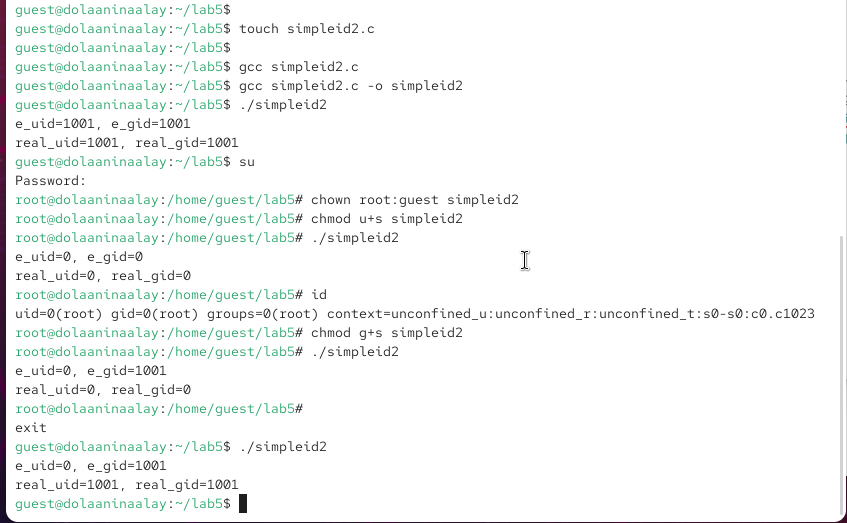 guest@dolaaninaalay:~/lab5$
guest@dolaaninaalay:~/lab5$ touch simpleid2.c
guest@dolaaninaalay:~/lab5$
guest@dolaaninaalay:~/lab5$ gcc simpleid2.c
guest@dolaaninaalay:~/lab5$ gcc simpleid2.c -o simpleid2
guest@dolaaninaalay:~/lab5$ ./simpleid2
e_uid=1001, e_gid=1001
real_uid=1001, real_gid=1001
guest@dolaaninaalay:~/lab5$ su
Password:
root@dolaaninaalay:/home/guest/lab5# chown root:guest simpleid2
root@dolaaninaalay:/home/guest/lab5# chmod u+s simpleid2
root@dolaaninaalay:/home/guest/lab5# ./simpleid2
e_uid=0, e_gid=0
real_uid=0, real_gid=0
root@dolaaninaalay:/home/guest/lab5# id
uid=0(root) gid=0(root) groups=0(root) context=unconfined_u:unconfined_r:unconfined_t:s0-s0:c0.c1023
root@dolaaninaalay:/home/guest/lab5# chmod g+s simpleid2
root@dolaaninaalay:/home/guest/lab5# ./simpleid2
e_uid=0, e_gid=1001
real_uid=0, real_gid=0
root@dolaaninaalay:/home/guest/lab5#
exit
guest@dolaaninaalay:~/lab5$ ./simpleid2
e_uid=0, e_gid=1001
real_uid=1001, real_gid=1001
guest@dolaaninaalay:~/lab5$